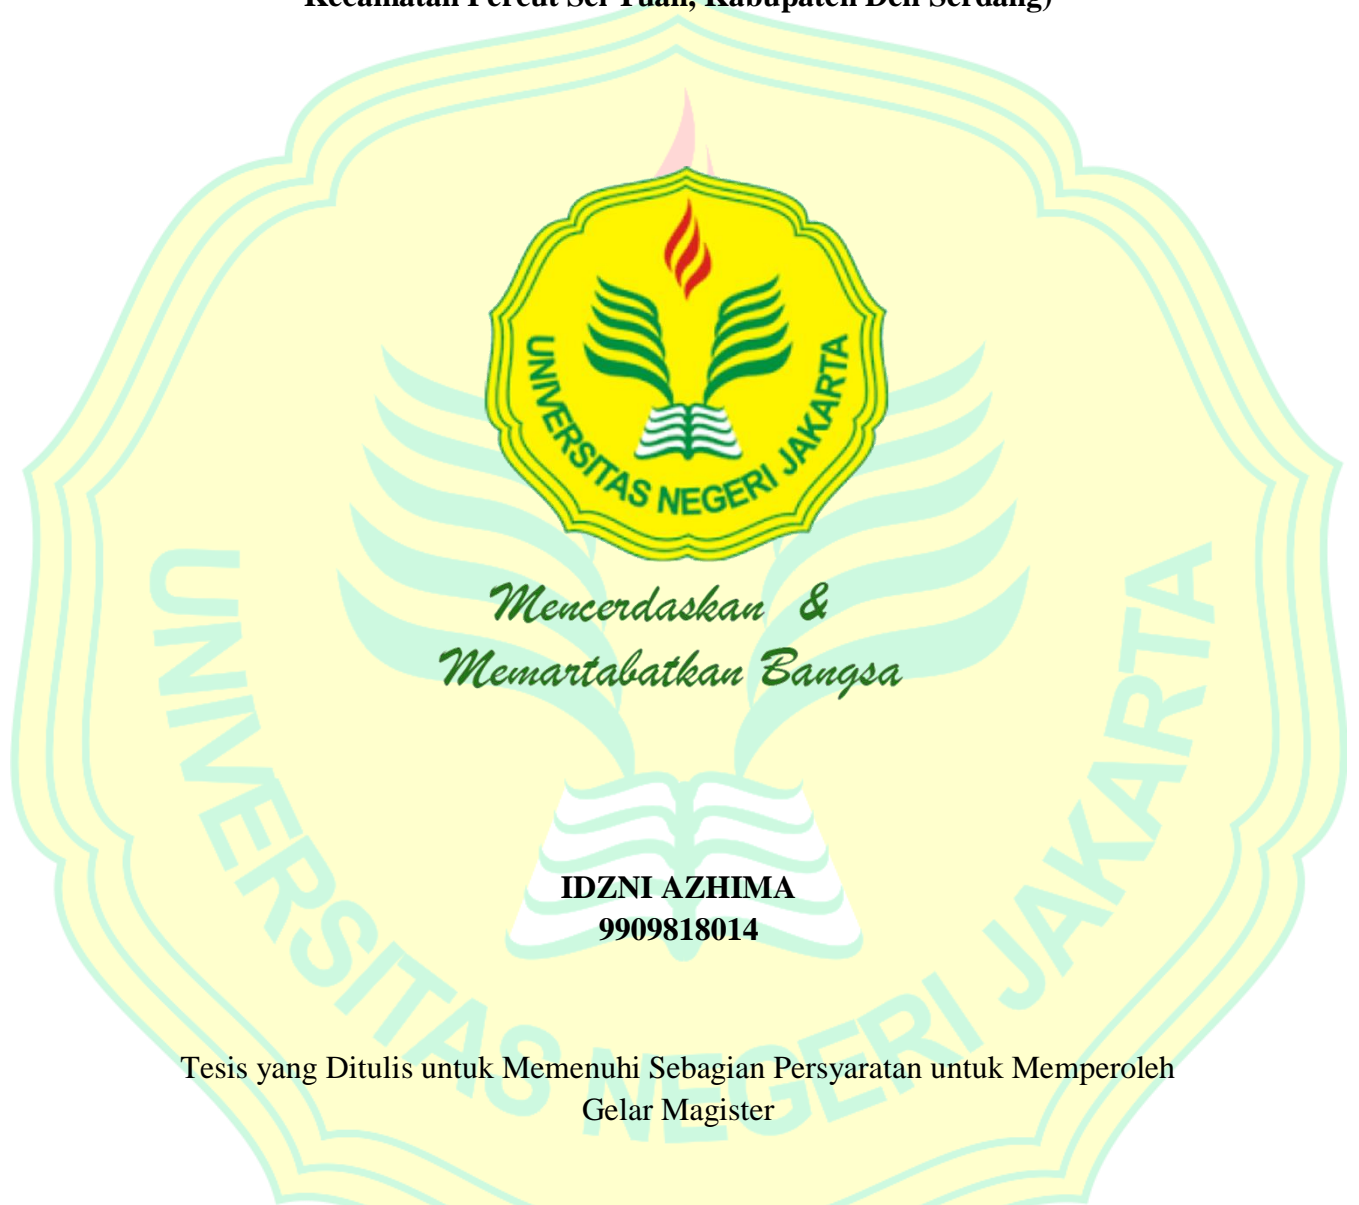 Kecamatan Percut Sei Tuan, Kabupaten Deli Serdang)
UNIVERSITAS NEGERI JAKARTA
Mencerdaskan &
Memartabatkan Bangsa
UNIVERSITAS NEGERI JAKARTA
IDZNI AZHIMA
9909818014
Tesis yang Ditulis untuk Memenuhi Sebagian Persyaratan untuk Memperoleh
Gelar Magister